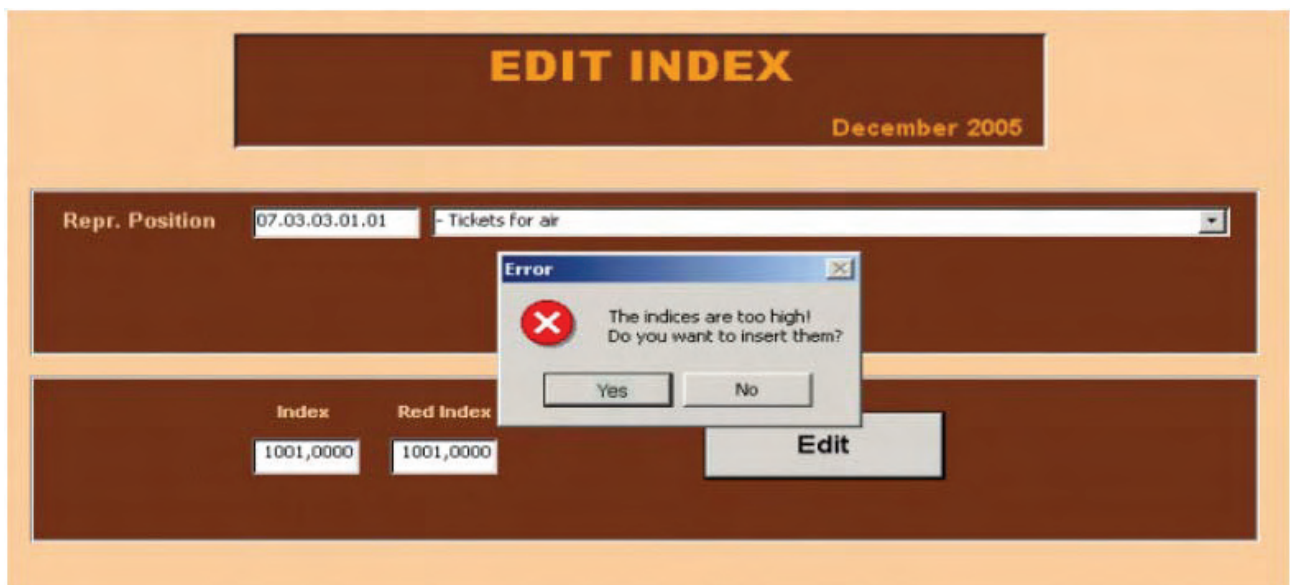 EDIT INDEX
December 2005
Repr. Position 07.03.03.01.01 - Tickets for air
Error
The indices are too high!
Do you want to insert them?
Yes No
Index Red Index
1001,0000 1001,0000
Edit